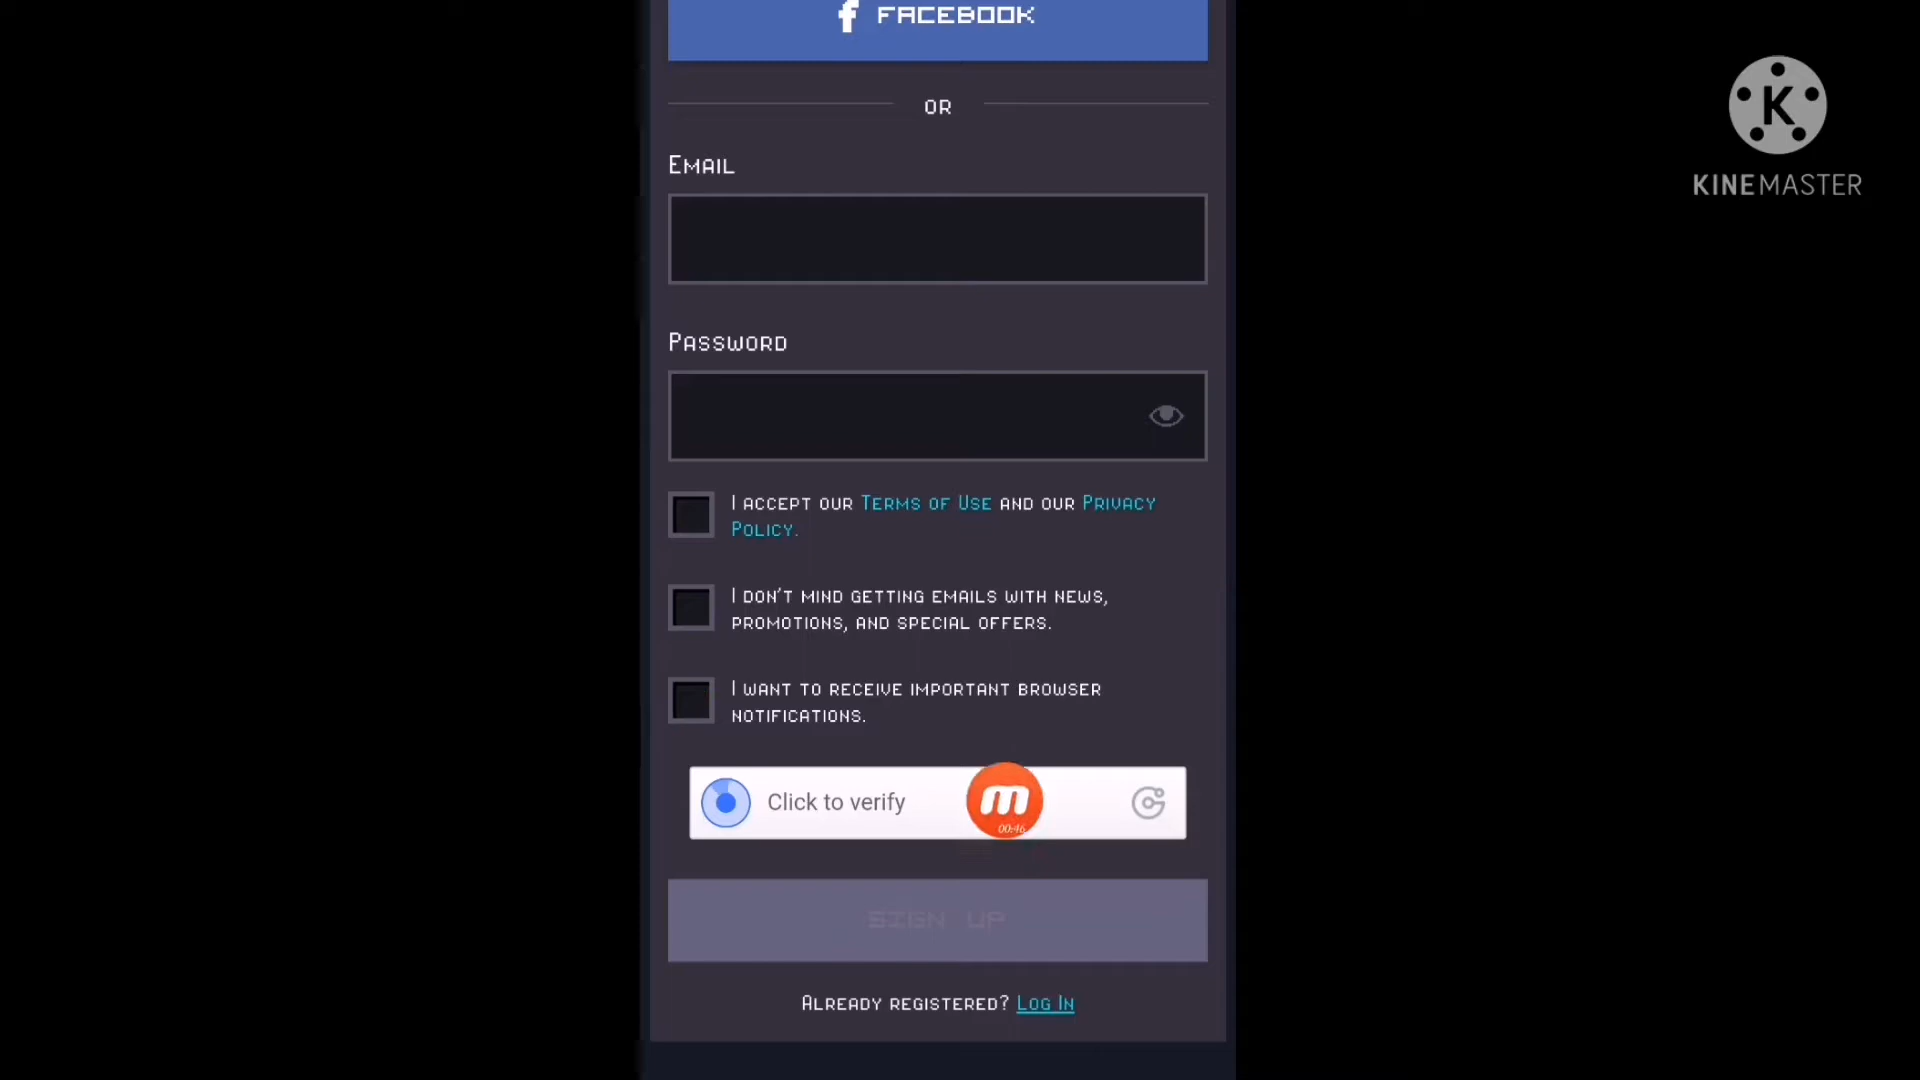 f FACEBOOK
OR
EMAIL
PASSWORD
I ACCEPT OUR TERMS OF USE AND OUR PRIVACY
POLICY.
I DON'T MIND GETTING EMAILS WITH NEWS,
PROMOTIONS, AND SPECIAL OFFERS.
I WANT TO RECEIVE IMPORTANT BROWSER
NOTIFICATIONS.
Click to verify
m
00:46
SIGN UP
ALREADY REGISTERED? LOG IN
K
KINEMASTER